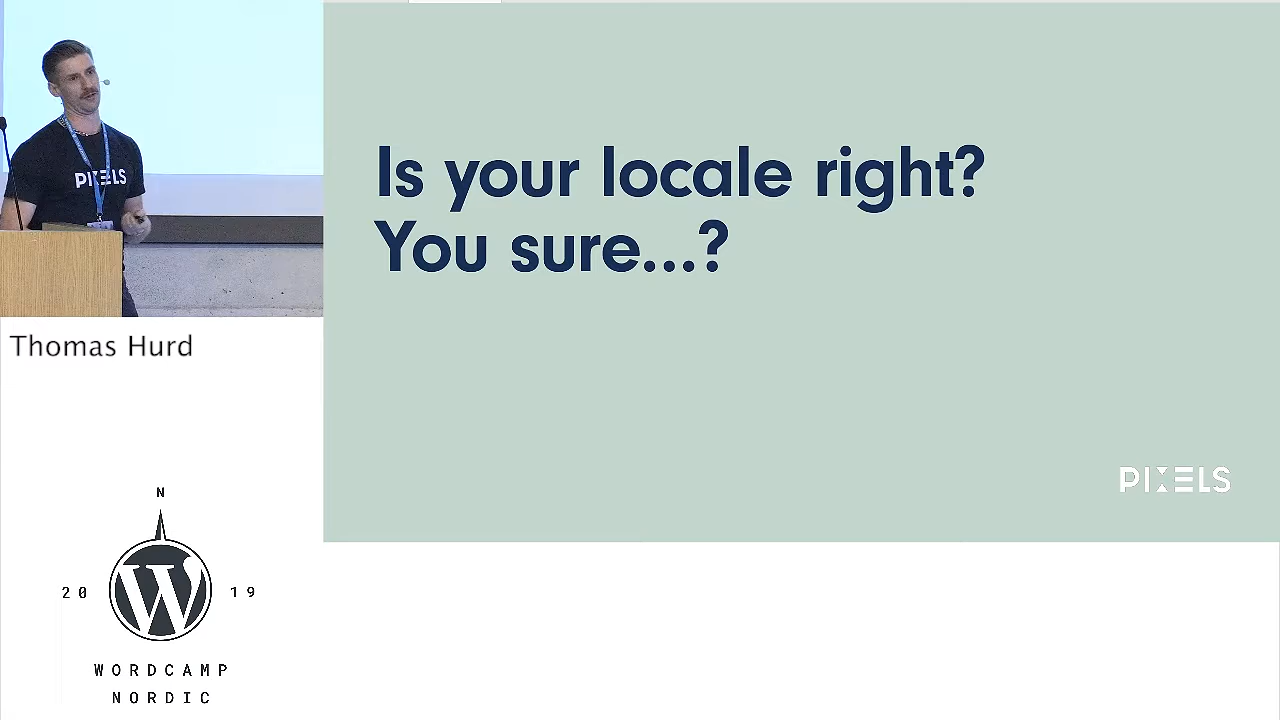 PIXELS
Thomas Hurd
N
20 19
WORDCAMP
NORDIC
Is your locale right?
You sure...?
PIXELS